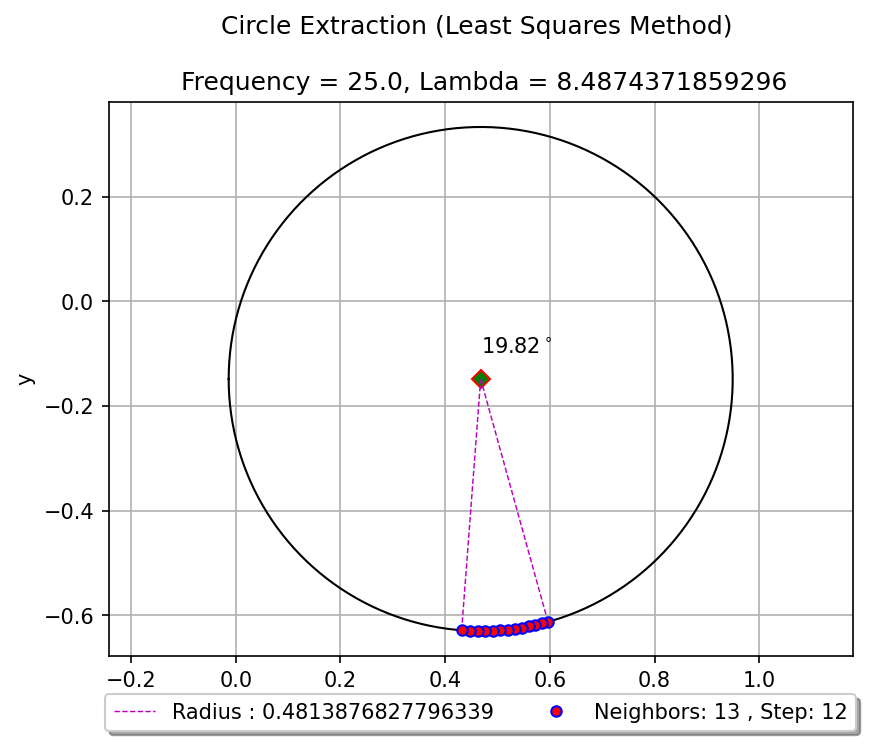 Circle Extraction (Least Squares Method)
Frequency = 25.0, Lambda = 8.4874371859296
0.2
0.0
−0.2
−0.4
−0.6
y
19.82°
−0.2 0.0 0.2 0.4 0.6 0.8 1.0
Radius : 0.4813876827796339 Neighbors: 13 , Step: 12